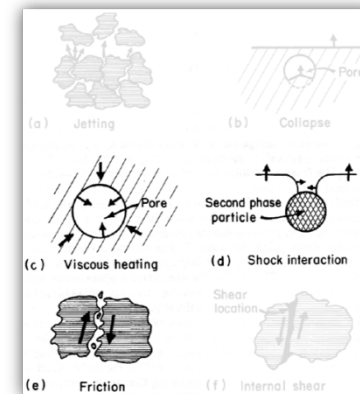 (a) Jetting
Pore
(b) Collapse
Pore
(c) Viscous heating
Second phase
particle
(d) Shock interaction
(e) Friction
Shear
location
(f) Internal shear